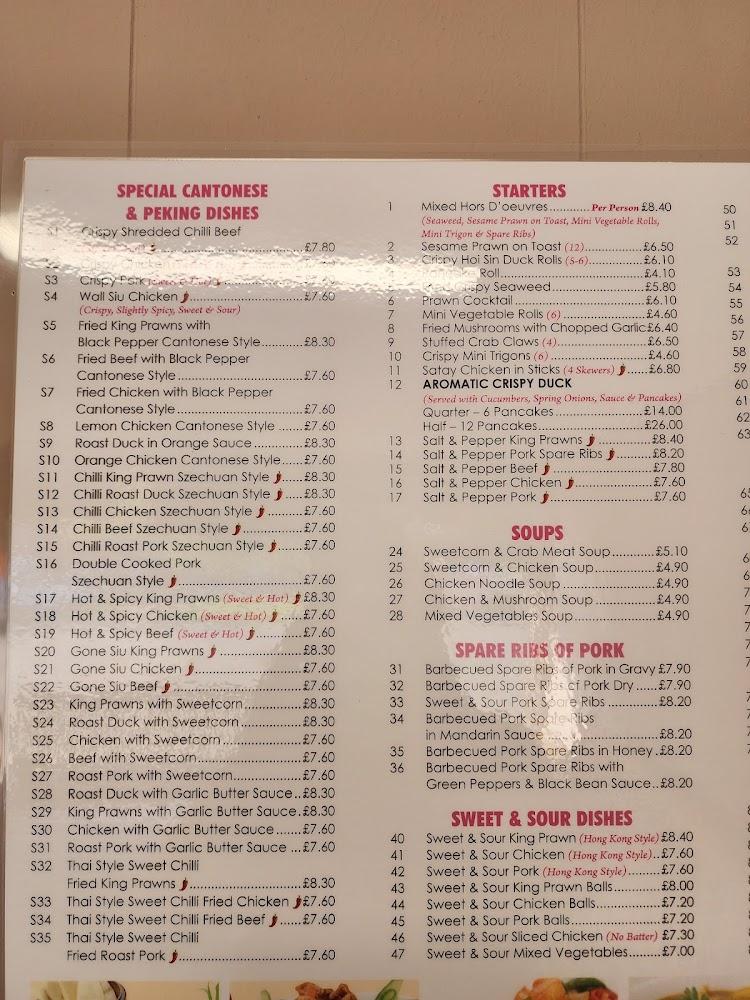 SPECIAL CANTONESE
& PEKING DISHES
Crispy Shredded Chilli Beef
£7.80
S3 Crispy Pork
S4 Wall Siu Chicken £7.60
(Crispy, Slightly Spicy, Sweet & Sour)
S5 Fried King Prawns with
Black Pepper Cantonese Style £8.30
S6 Fried Beef with Black Pepper
Cantonese Style £7.60
S7 Fried Chicken with Black Pepper
Cantonese Style £7.60
S8 Lemon Chicken Cantonese Style £7.60
S9 Roast Duck in Orange Sauce £8.30
S10 Orange Chicken Cantonese Style £7.60
S11 Chilli King Prawn Szechuan Style £8.30
S12 Chilli Roast Duck Szechuan Style £8.30
S13 Chilli Chicken Szechuan Style £7.60
S14 Chilli Beef Szechuan Style £7.60
S15 Chilli Roast Pork Szechuan Style £7.60
S16 Double Cooked Pork
Szechuan Style £7.60
S17 Hot & Spicy King Prawns (Sweet & Hot) £8.30
S18 Hot & Spicy Chicken (Sweet & Hot) £7.60
S19 Hot & Spicy Beef (Sweet & Hot) £7.60
S20 Gone Siu King Prawns £8.30
S21 Gone Siu Chicken £7.60
S22 Gone Siu Beef £7.60
S23 King Prawns with Sweetcorn £8.30
S24 Roast Duck with Sweetcorn £8.30
S25 Chicken with Sweetcorn £7.60
S26 Beef with Sweetcorn £7.60
S27 Roast Pork with Sweetcorn £7.60
S28 Roast Duck with Garlic Butter Sauce £8.30
S29 King Prawns with Garlic Butter Sauce £8.30
S30 Chicken with Garlic Butter Sauce £7.60
S31 Roast Pork with Garlic Butter Sauce £7.60
S32 Thai Style Sweet Chilli
Fried King Prawns £8.30
S33 Thai Style Sweet Chilli Fried Chicken £7.60
S34 Thai Style Sweet Chilli Fried Beef £7.60
S35 Thai Style Sweet Chilli
Fried Roast Pork £7.60
STARTERS
1 Mixed Hors D'oeuvres Per Person £8.40
(Seaweed, Sesame Prawn on Toast, Mini Vegetable Rolls,
Mini Trigon & Spare Ribs)
2 Sesame Prawn on Toast (12) £6.50
3 Crispy Hoi Sin Duck Rolls (5-6) £6.10
Roll £4.10
Seaweed £5.80
6 Prawn Cocktail £6.10
7 Mini Vegetable Rolls (6) £4.60
8 Fried Mushrooms with Chopped Garlic £6.40
9 Stuffed Crab Claws (4) £6.50
10 Crispy Mini Trigons (6) £4.60
11 Satay Chicken in Sticks (4 Skewers) £6.80
12 AROMATIC CRISPY DUCK
(Served with Cucumbers, Spring Onions, Sauce & Pancakes)
Quarter – 6 Pancakes £14.00
Half – 12 Pancakes £26.00
13 Salt & Pepper King Prawns £8.40
14 Salt & Pepper Pork Spare Ribs £8.20
15 Salt & Pepper Beef £7.80
16 Salt & Pepper Chicken £7.60
17 Salt & Pepper Pork £7.60
SOUPS
24 Sweetcorn & Crab Meat Soup £5.10
25 Sweetcorn & Chicken Soup £4.90
26 Chicken Noodle Soup £4.90
27 Chicken & Mushroom Soup £4.90
28 Mixed Vegetables Soup £4.90
SPARE RIBS OF PORK
31 Barbecued Spare Ribs of Pork in Gravy £7.90
32 Barbecued Spare Ribs of Pork Dry £7.90
33 Sweet & Sour Pork Spare Ribs £8.20
34 Barbecued Pork Spare Ribs
in Mandarin Sauce £8.20
35 Barbecued Pork Spare Ribs in Honey £8.20
36 Barbecued Pork Spare Ribs with
Green Peppers & Black Bean Sauce £8.20
SWEET & SOUR DISHES
40 Sweet & Sour King Prawn (Hong Kong Style) £8.40
41 Sweet & Sour Chicken (Hong Kong Style) £7.60
42 Sweet & Sour Pork (Hong Kong Style) £7.60
43 Sweet & Sour King Prawn Balls £8.00
44 Sweet & Sour Chicken Balls £7.20
45 Sweet & Sour Pork Balls £7.20
46 Sweet & Sour Sliced Chicken (No Batter) £7.30
47 Sweet & Sour Mixed Vegetables £7.00
50
51
52
53
54
55
56
57
58
59
60
61
62